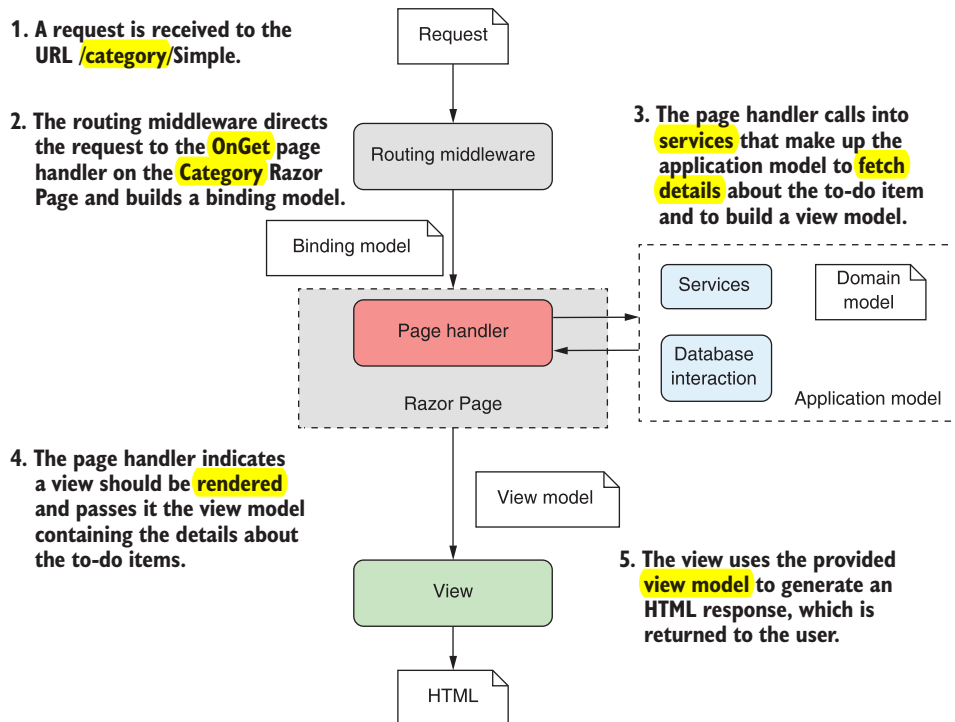 1. A request is received to the
URL /category/Simple.
Request
2. The routing middleware directs
the request to the OnGet page
handler on the Category Razor
Page and builds a binding model.
Routing middleware
3. The page handler calls into
services that make up the
application model to fetch
details about the to-do item
and to build a view model.
Binding model
Page handler
Razor Page
Services
Domain
model
Database
interaction
Application model
4. The page handler indicates
a view should be rendered
and passes it the view model
containing the details about
the to-do items.
View model
View
5. The view uses the provided
view model to generate an
HTML response, which is
returned to the user.
HTML